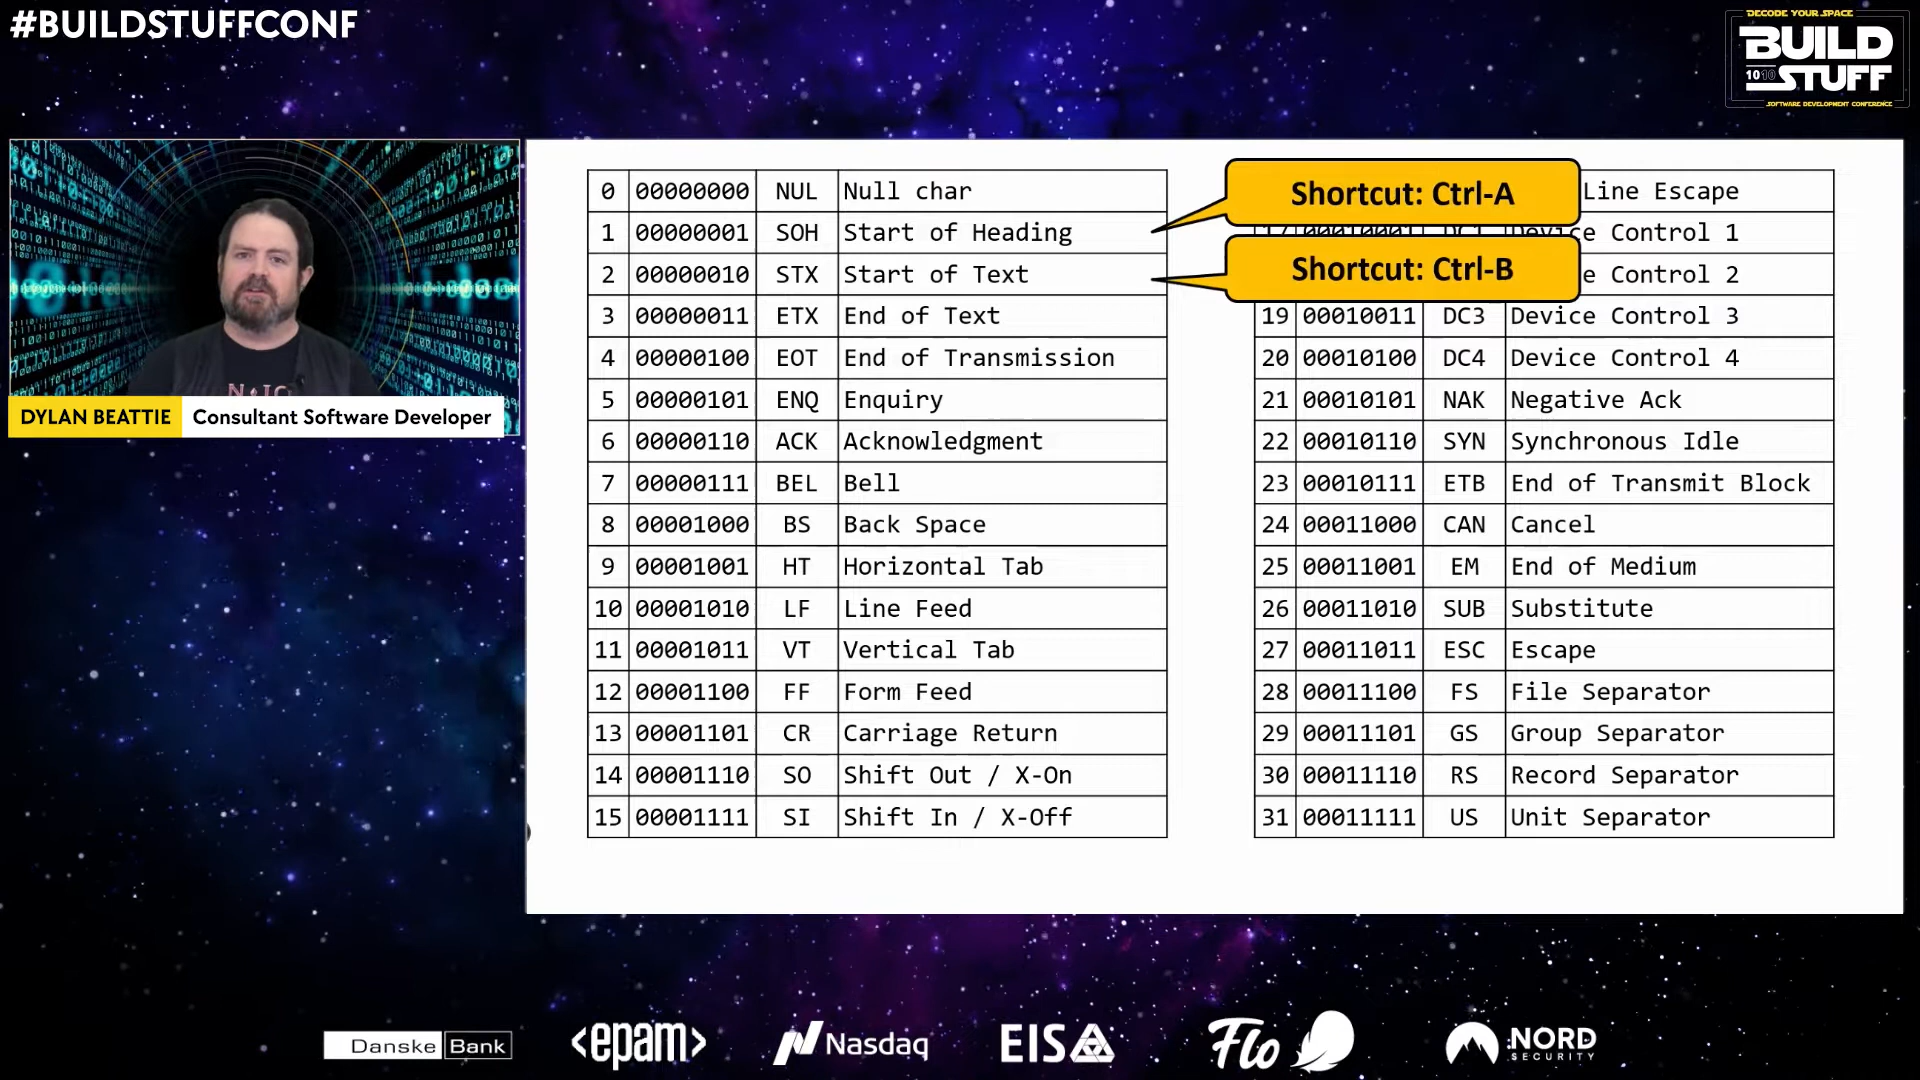 #BUILDSTUFFCONF
DECODE YOUR SPACE
BUILD
1010 STUFF
SOFTWARE DEVELOPMENT CONFERENCE
DYLAN BEATTIE Consultant Software Developer
0 00000000 NUL Null char
1 00000001 SOH Start of Heading
2 00000010 STX Start of Text
3 00000011 ETX End of Text
4 00000100 EOT End of Transmission
5 00000101 ENQ Enquiry
6 00000110 ACK Acknowledgment
7 00000111 BEL Bell
8 00001000 BS Back Space
9 00001001 HT Horizontal Tab
10 00001010 LF Line Feed
11 00001011 VT Vertical Tab
12 00001100 FF Form Feed
13 00001101 CR Carriage Return
14 00001110 SO Shift Out / X-On
15 00001111 SI Shift In / X-Off
Shortcut: Ctrl-A
Shortcut: Ctrl-B
Line Escape
17 00010001 DC1 Device Control 1
Control 2
19 00010011 DC3 Device Control 3
20 00010100 DC4 Device Control 4
21 00010101 NAK Negative Ack
22 00010110 SYN Synchronous Idle
23 00010111 ETB End of Transmit Block
24 00011000 CAN Cancel
25 00011001 EM End of Medium
26 00011010 SUB Substitute
27 00011011 ESC Escape
28 00011100 FS File Separator
29 00011101 GS Group Separator
30 00011110 RS Record Separator
31 00011111 US Unit Separator
Danske Bank
<epam>
Nasdaq
EIS
Flo
NORD
SECURITY